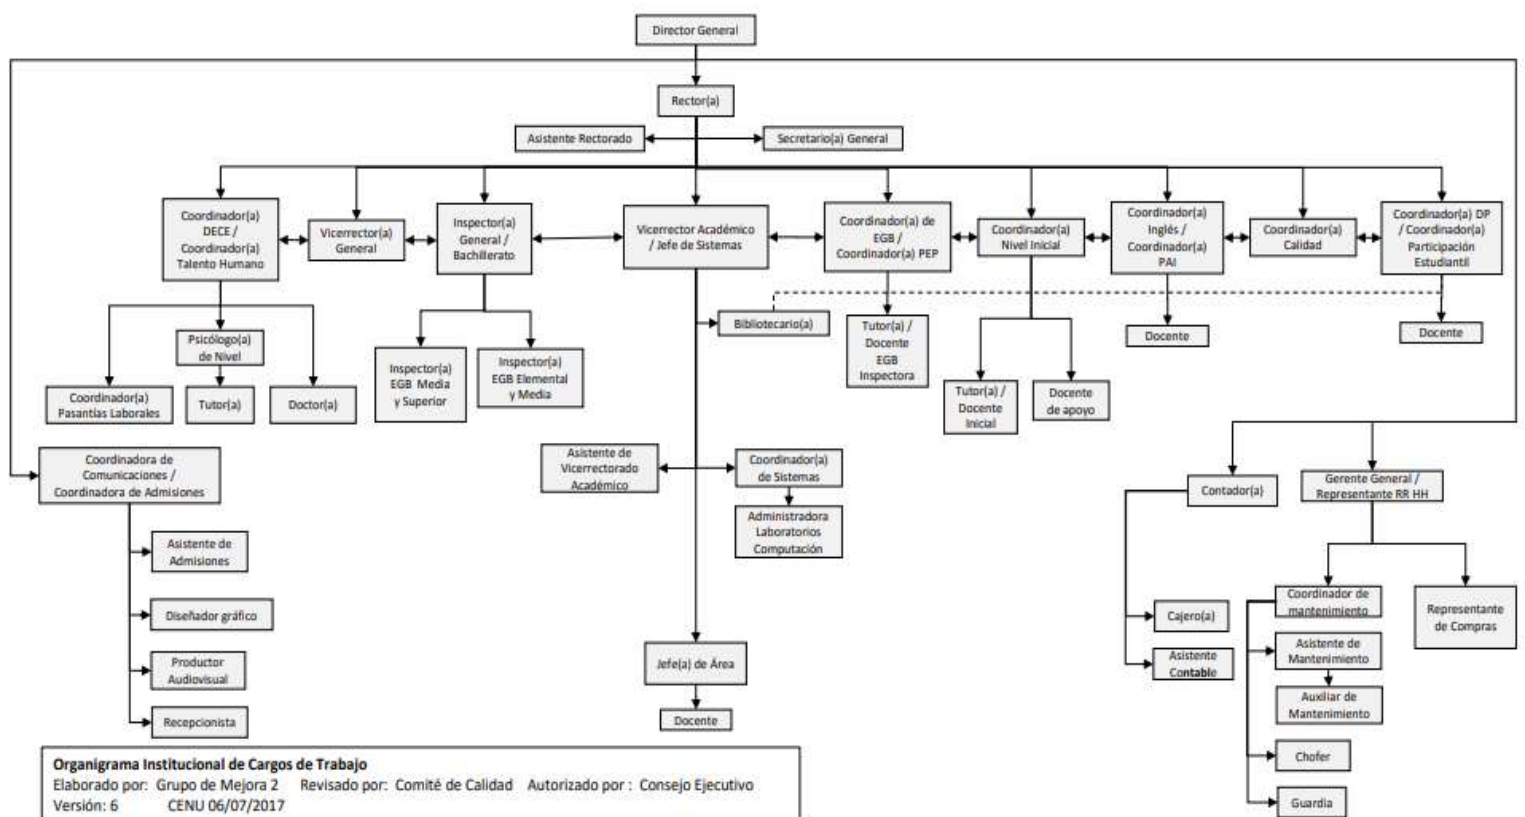 Director General
Rector(a)
Asistente Rectorado
Secretario(a) General
Coordinador(a)
DECE /
Coordinador(a)
Talento Humano
Vicerrector(a)
General
Inspector(a)
General /
Bachillerato
Vicerrector Académico
/ Jefe de Sistemas
Coordinador(a) de
EGB /
Coordinador(a) PEP
Coordinador(a)
Nivel Inicial
Coordinador(a)
Inglés /
Coordinador(a)
PAI
Coordinador(a)
Calidad
Coordinador(a) DP
/ Coordinador(a)
Participación
Estudiantil
Psicólogo(a)
de Nivel
Coordinador(a)
Pasantías Laborales
Tutor(a)
Doctor(a)
Inspector(a)
EGB Media
y Superior
Inspector(a)
EGB Elemental
y Media
Bibliotecario(a)
Tutor(a) /
Docente
EGB
Inspectora
Tutor(a) /
Docente
Inicial
Docente
de apoyo
Docente
Docente
Coordinadora de
Comunicaciones /
Coordinadora de Admisiones
Asistente de
Admisiones
Diseñador gráfico
Productor
Audiovisual
Recepcionista
Asistente de
Vicerrectorado
Académico
Coordinador(a)
de Sistemas
Administradora
Laboratorios
Computación
Jefe(a) de Área
Docente
Contador(a)
Gerente General /
Representante RR HH
Cajero(a)
Asistente
Contable
Coordinador de
mantenimiento
Representante
de Compras
Asistente de
Mantenimiento
Auxiliar de
Mantenimiento
Chofer
Guardia
Organigrama Institucional de Cargos de Trabajo
Elaborado por: Grupo de Mejora 2 Revisado por: Comité de Calidad Autorizado por : Consejo Ejecutivo
Versión: 6 CENU 06/07/2017